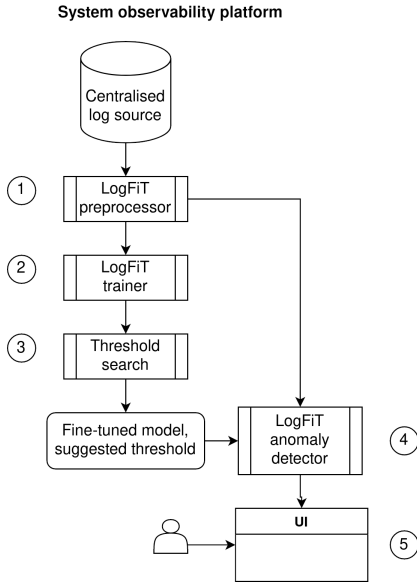 System observability platform
Centralised
log source
1
LogFiT
preprocessor
2
LogFiT
trainer
3
Threshold
search
Fine-tuned model,
suggested threshold
LogFiT
anomaly
detector
4
UI
5